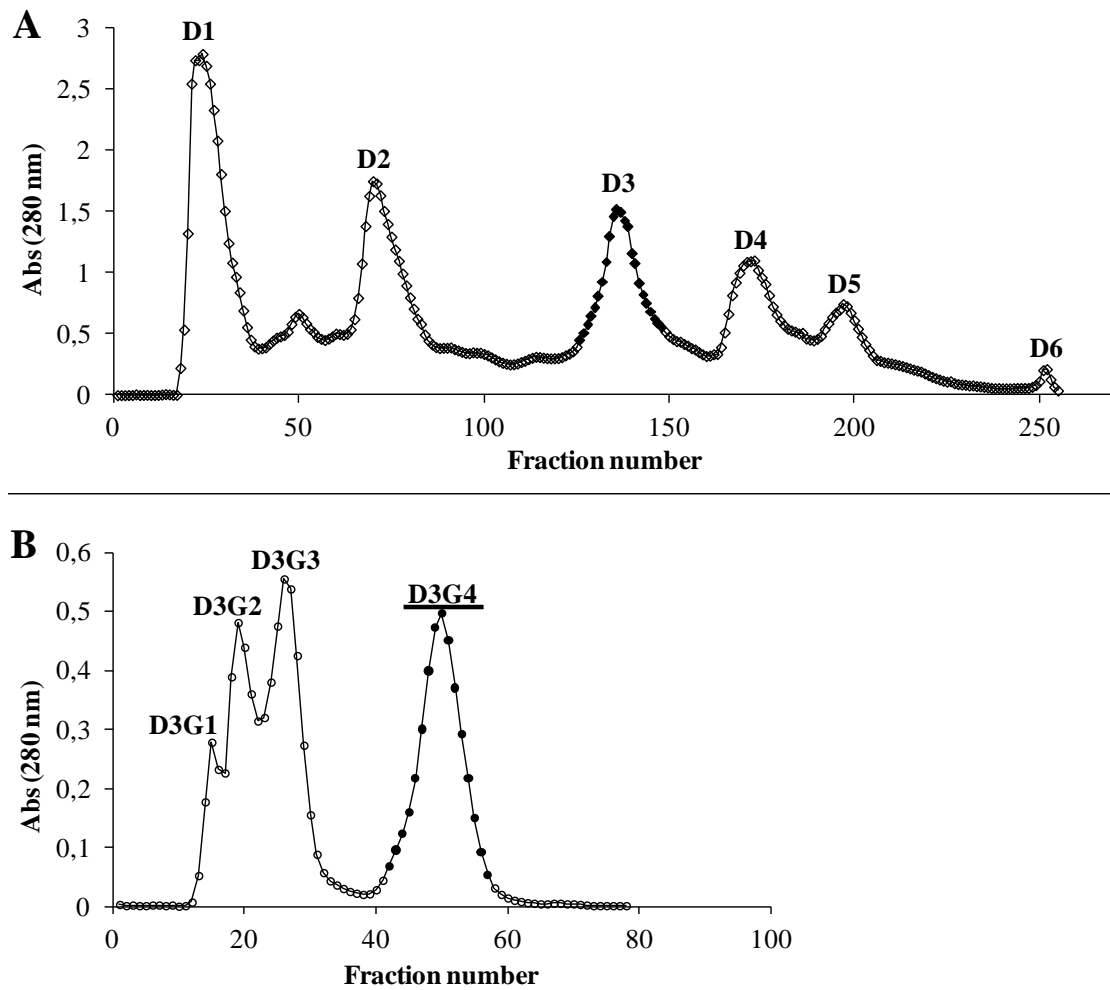 A
D1
D2
D3
D4
D5
D6
3
2,5
2
1,5
1
0,5
0
Abs (280 nm)
0 50 100 150 200 250
Fraction number
B
D3G1
D3G2
D3G3
D3G4
0,6
0,5
0,4
0,3
0,2
0,1
0
Abs (280 nm)
0 20 40 60 80 100
Fraction number